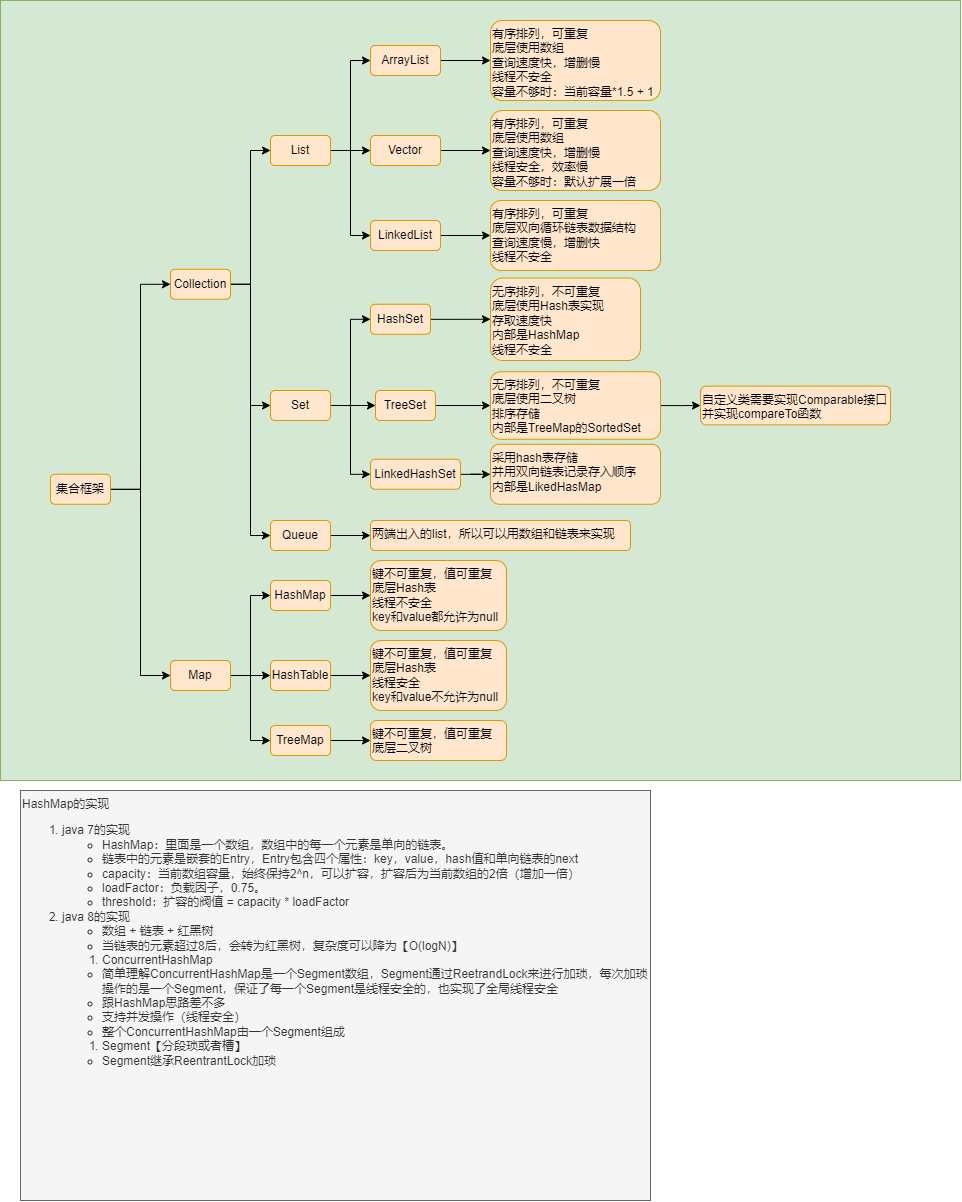 集合框架
Collection
List
ArrayList
有序排列，可重复
底层使用数组
查询速度快，增删慢
线程不安全
容量不够时：当前容量*1.5 + 1
Vector
有序排列，可重复
底层使用数组
查询速度快，增删慢
线程安全，效率慢
容量不够时：默认扩展一倍
LinkedList
有序排列，可重复
底层双向循环链表数据结构
查询速度慢，增删快
线程不安全
Set
HashSet
无序排列，不可重复
底层使用Hash表实现
存取速度快
内部是HashMap
线程不安全
TreeSet
无序排列，不可重复
底层使用二叉树
排序存储
内部是TreeMap的SortedSet
自定义类需要实现Comparable接口
并实现compareTo函数
LinkedHashSet
采用hash表存储
并用双向链表记录存入顺序
内部是LikedHasMap
Queue
两端出入的list，所以可以用数组和链表来实现
Map
HashMap
键不可重复，值可重复
底层Hash表
线程不安全
key和value都允许为null
HashTable
键不可重复，值可重复
底层Hash表
线程安全
key和value不允许为null
TreeMap
键不可重复，值可重复
底层二叉树
HashMap的实现
1. java 7的实现
HashMap：里面是一个数组，数组中的每一个元素是单向的链表。
链表中的元素是嵌套的Entry，Entry包含四个属性：key，value，hash值和单向链表的next
capacity：当前数组容量，始终保持2^n，可以扩容，扩容后为当前数组的2倍（增加一倍）
loadFactor：负载因子，0.75。
threshold：扩容的阀值 = capacity * loadFactor
2. java 8的实现
数组 + 链表 + 红黑树
当链表的元素超过8后，会转为红黑树，复杂度可以降为【O(logN)】
1. ConcurrentHashMap
简单理解ConcurrentHashMap是一个Segment数组，Segment通过ReetrandLock来进行加琐，每次加琐
操作的是一个Segment，保证了每一个Segment是线程安全的，也实现了全局线程安全
跟HashMap思路差不多
支持并发操作（线程安全）
整个ConcurrentHashMap由一个Segment组成
1. Segment【分段琐或者槽】
Segment继承ReentrantLock加琐